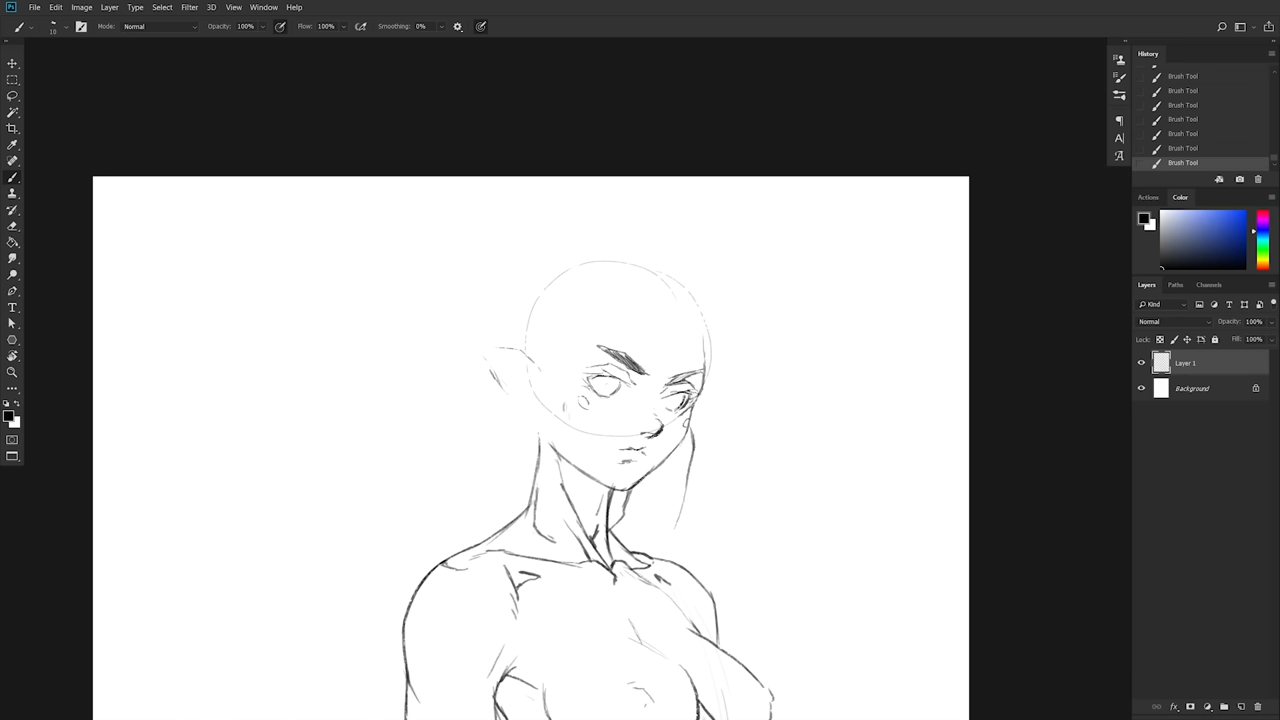 Ps File Edit Image Layer Type Select Filter 3D View Window Help
10 Mode: Normal Opacity: 100% Flow: 100% Smoothing: 0%
History
Brush Tool
Brush Tool
Brush Tool
Brush Tool
Brush Tool
Brush Tool
Brush Tool
Actions Color
Layers Paths Channels
Kind
Normal Opacity: 100%
Lock: Fill: 100%
Layer 1
Background